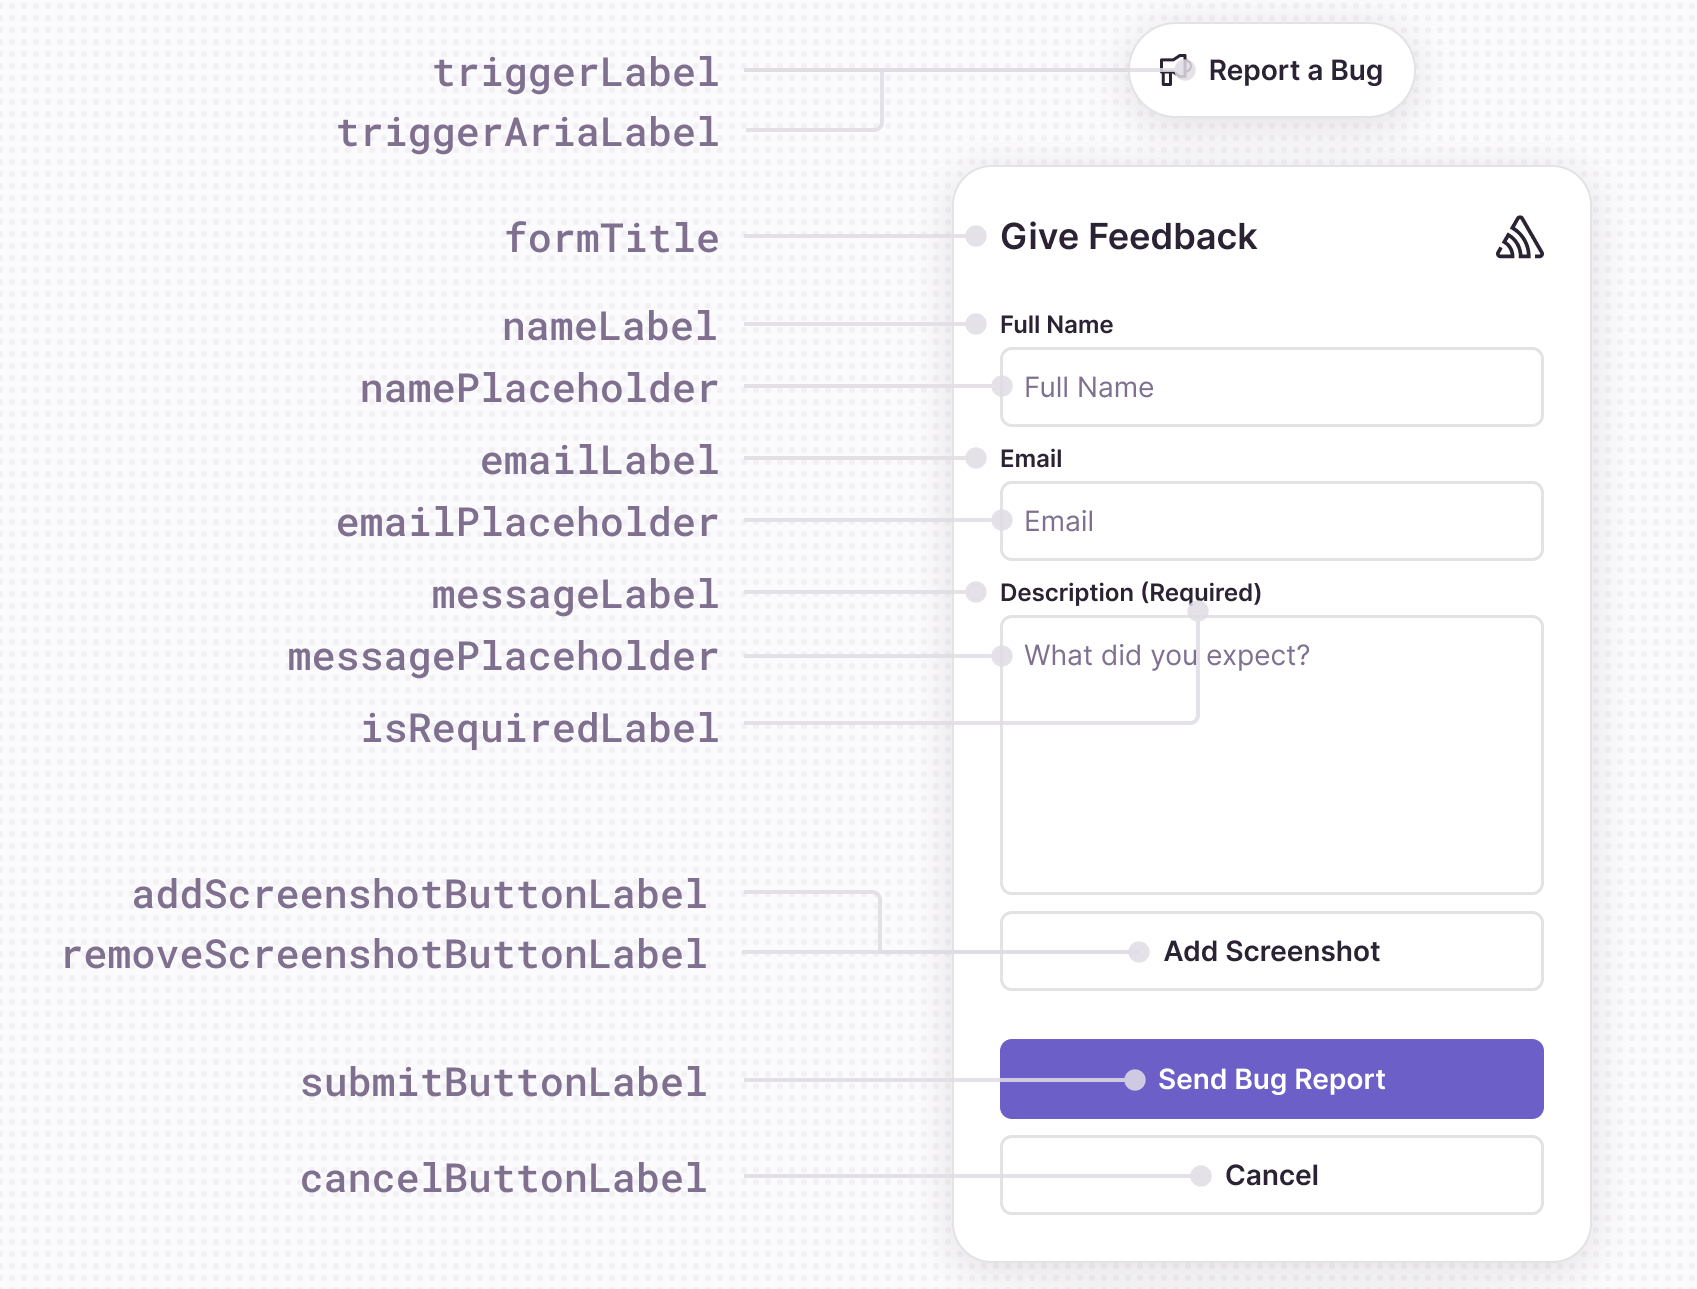 triggerLabel
Report a Bug
triggerAriaLabel
formTitle
Give Feedback
nameLabel
Full Name
namePlaceholder
Full Name
emailLabel
Email
emailPlaceholder
Email
messageLabel
Description (Required)
messagePlaceholder
What did you expect?
isRequiredLabel
addScreenshotButtonLabel
removeScreenshotButtonLabel
Add Screenshot
submitButtonLabel
Send Bug Report
cancelButtonLabel
Cancel